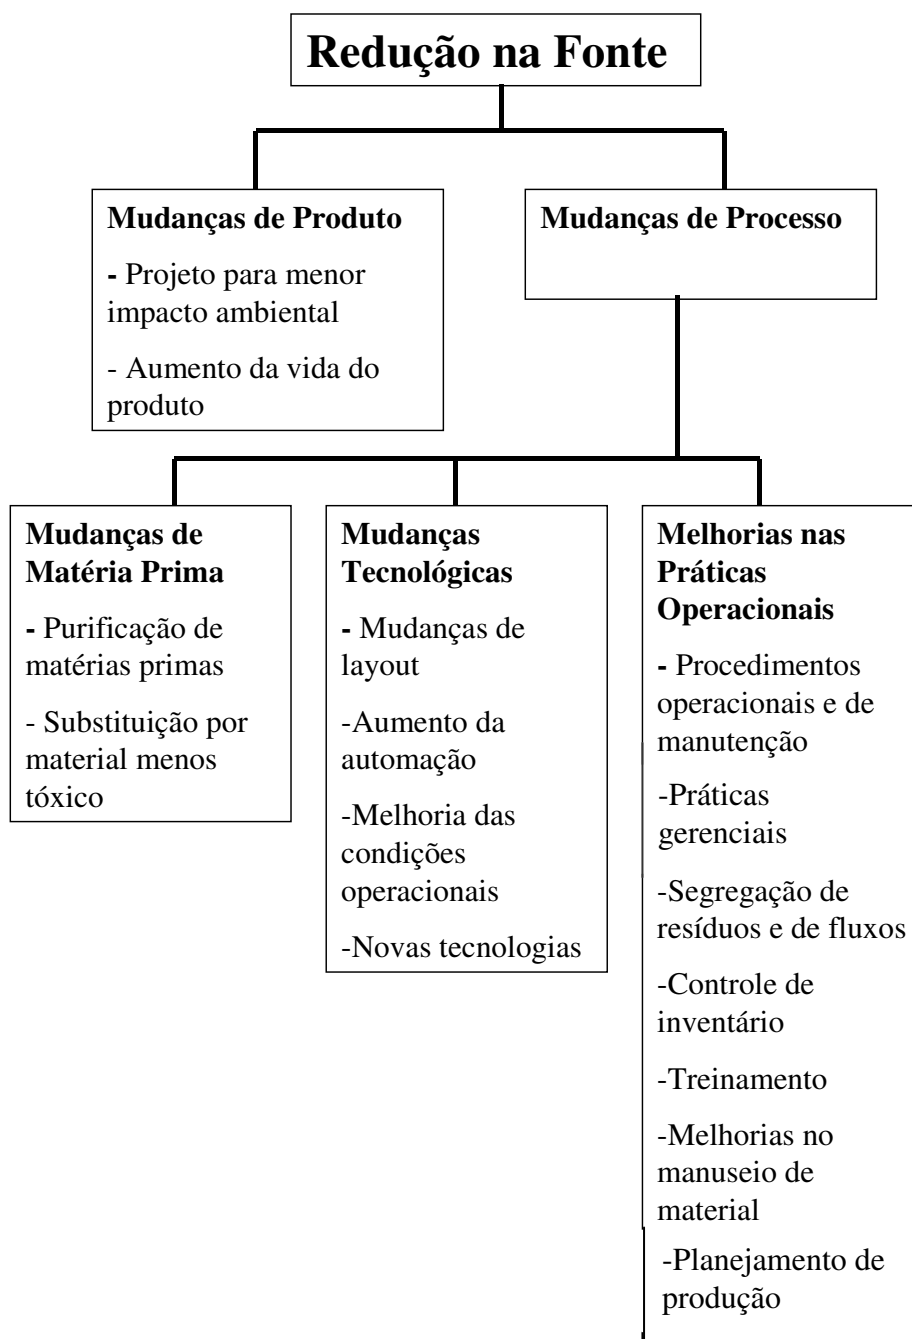 Redução na Fonte
Mudanças de Produto
- Projeto para menor
impacto ambiental
- Aumento da vida do
produto
Mudanças de Processo
Mudanças de
Matéria Prima
- Purificação de
matérias primas
- Substituição por
material menos
tóxico
Mudanças
Tecnológicas
- Mudanças de
layout
-Aumento da
automação
-Melhoria das
condições
operacionais
-Novas tecnologias
Melhorias nas
Práticas
Operacionais
- Procedimentos
operacionais e de
manutenção
-Práticas
gerenciais
-Segregação de
resíduos e de fluxos
-Controle de
inventário
-Treinamento
-Melhorias no
manuseio de
material
-Planejamento de
produção